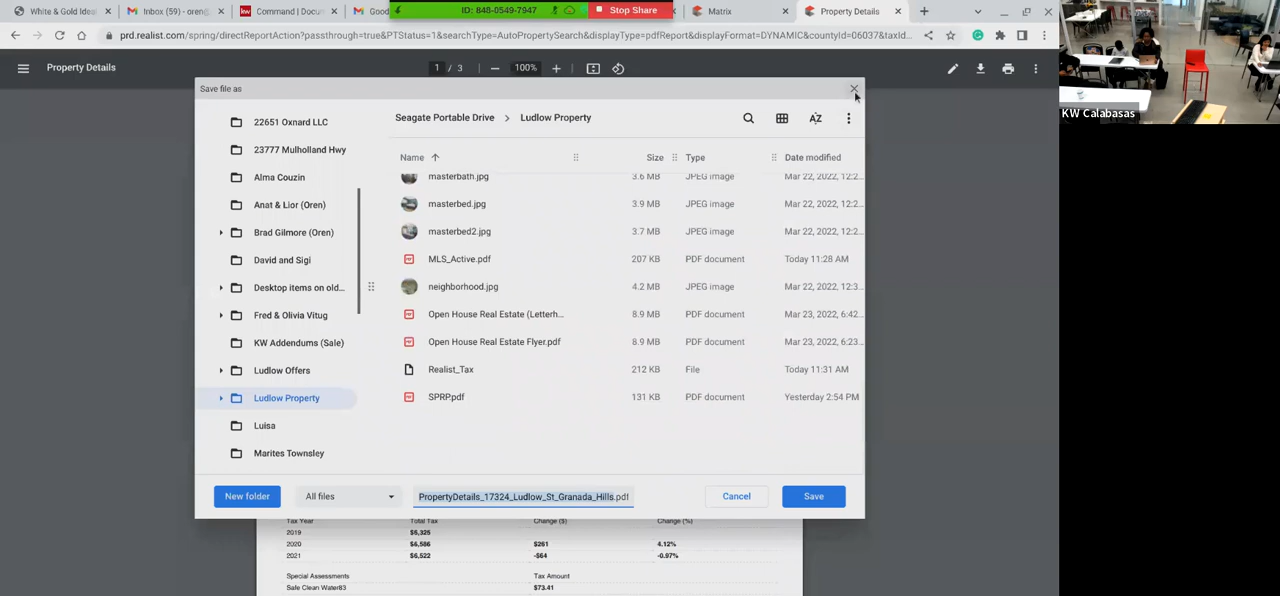 White & Gold Ideal
Inbox (59) – oren@
Command | Docum
Good
ID: 848-0549-7947
Stop Share
Matrix
Property Details
prd.realist.com/spring/directReportAction?passthrough=true&PTStatus=1&searchType=AutoPropertySearch&displayType=pdfReport&displayFormat=DYNAMIC&countyId=06037&taxId...
Property Details
1 / 3
100%
KW Calabasas
Save file as
22651 Oxnard LLC
23777 Mulholland Hwy
Alma Couzin
Anat & Lior (Oren)
Brad Gilmore (Oren)
David and Sigi
Desktop items on old...
Fred & Olivia Vitug
KW Addendums (Sale)
Ludlow Offers
Ludlow Property
Luisa
Marites Townsley
Seagate Portable Drive > Ludlow Property
Name Size Type Date modified
masterbath.jpg 3.6 MB JPEG image Mar 22, 2022, 12:2...
masterbed.jpg 3.9 MB JPEG image Mar 22, 2022, 12:2...
masterbed2.jpg 3.7 MB JPEG image Mar 22, 2022, 12:2...
MLS_Active.pdf 207 KB PDF document Today 11:28 AM
neighborhood.jpg 4.2 MB JPEG image Mar 22, 2022, 12:3...
Open House Real Estate (Letterh... 8.9 MB PDF document Mar 23, 2022, 6:42...
Open House Real Estate Flyer.pdf 8.9 MB PDF document Mar 23, 2022, 6:23...
Realist_Tax 212 KB File Today 11:31 AM
SPRP.pdf 131 KB PDF document Yesterday 2:54 PM
New folder
All files
PropertyDetails_17324_Ludlow_St_Granada_Hills.pdf
Cancel
Save
Tax Year Total Tax Change ($) Change (%)
2019 $6,325
2020 $6,586 $261 4.12%
2021 $6,522 -$64 -0.97%
Special Assessments Tax Amount
Safe Clean Water83 $73.41